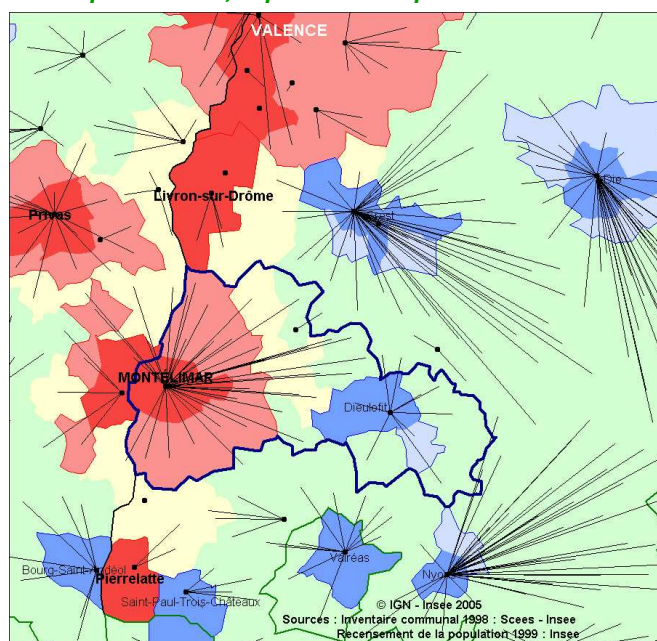 VALENCE
Die
Livron-sur-Drôme
Privas
MONTELIMAR
Dieulefit
Valréas
Bourg-Saint-Andéol
Pierrelatte
Saint-Paul-Trois-Châteaux
© IGN - Insee 2005
Sources : Inventaire communal 1998 : Scees - Insee
Recensement de la population 1999 : Insee